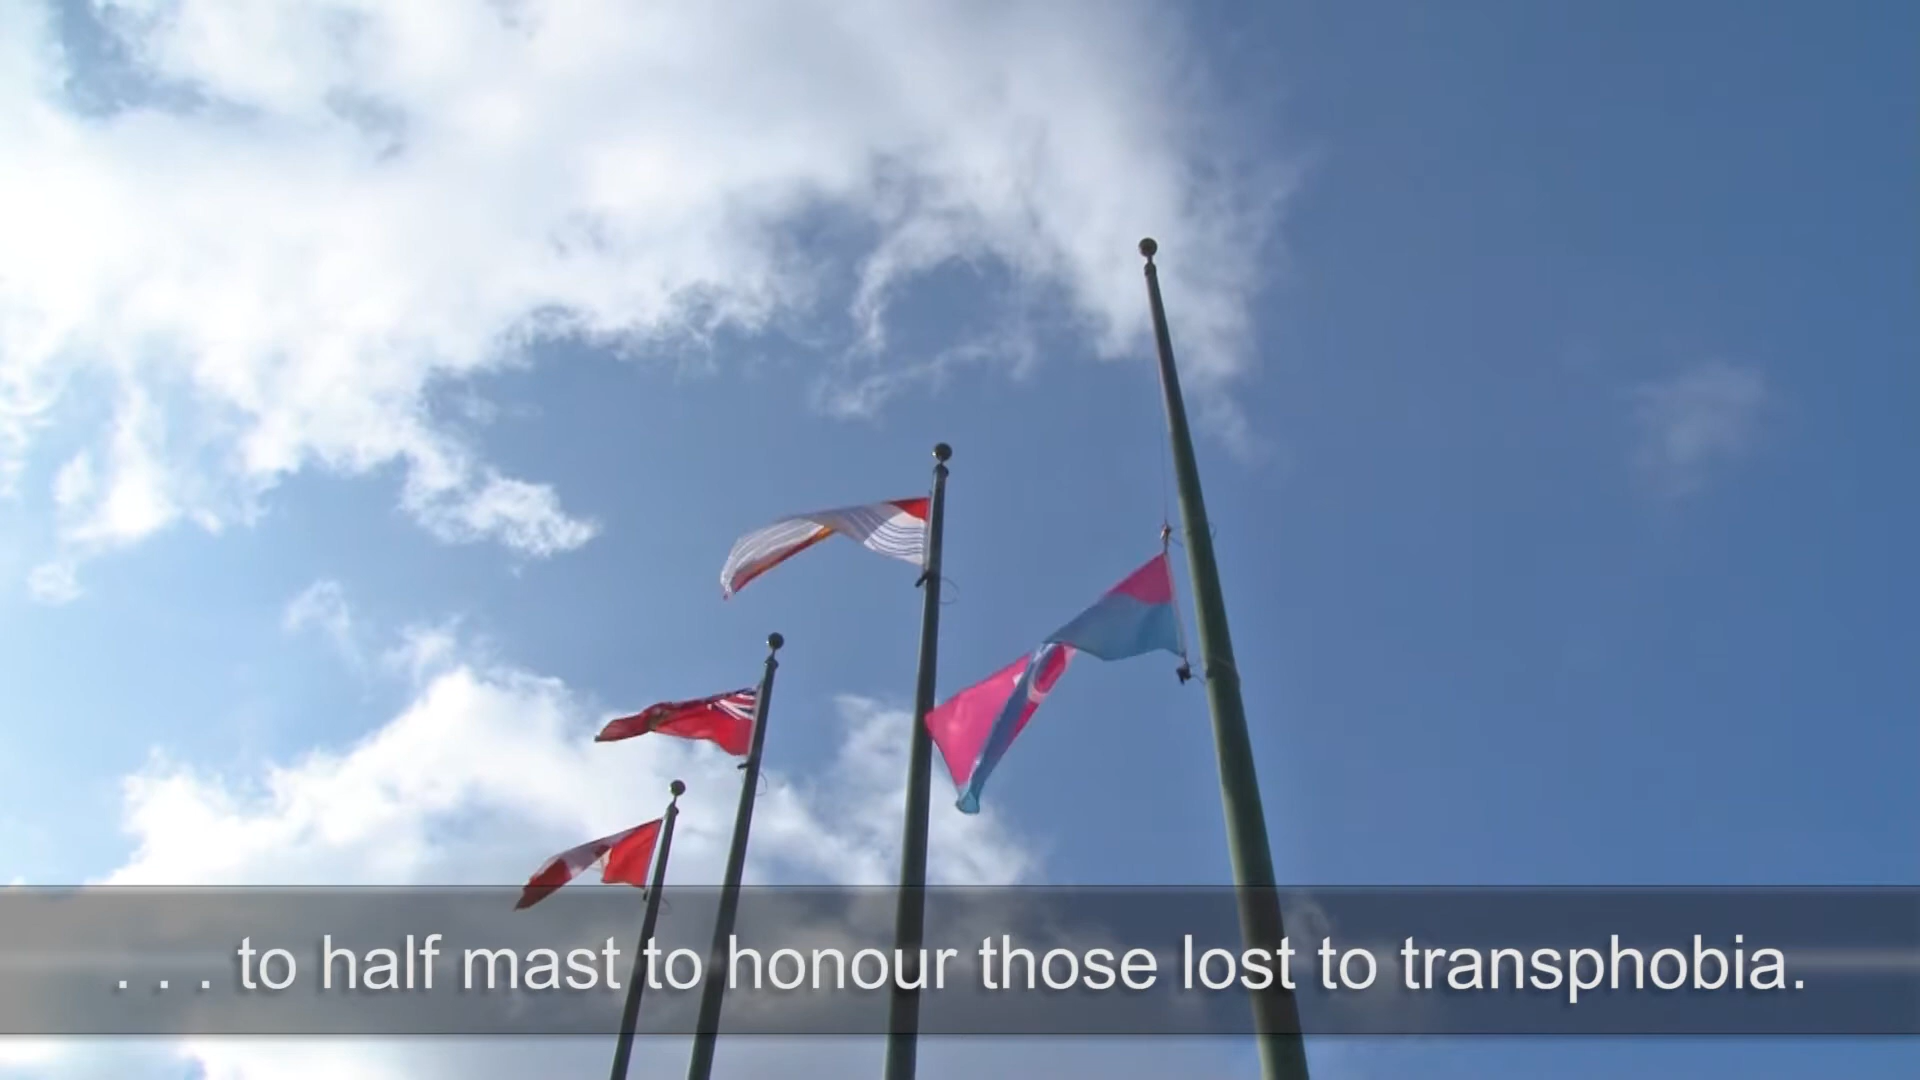 . . . to half mast to honour those lost to transphobia.